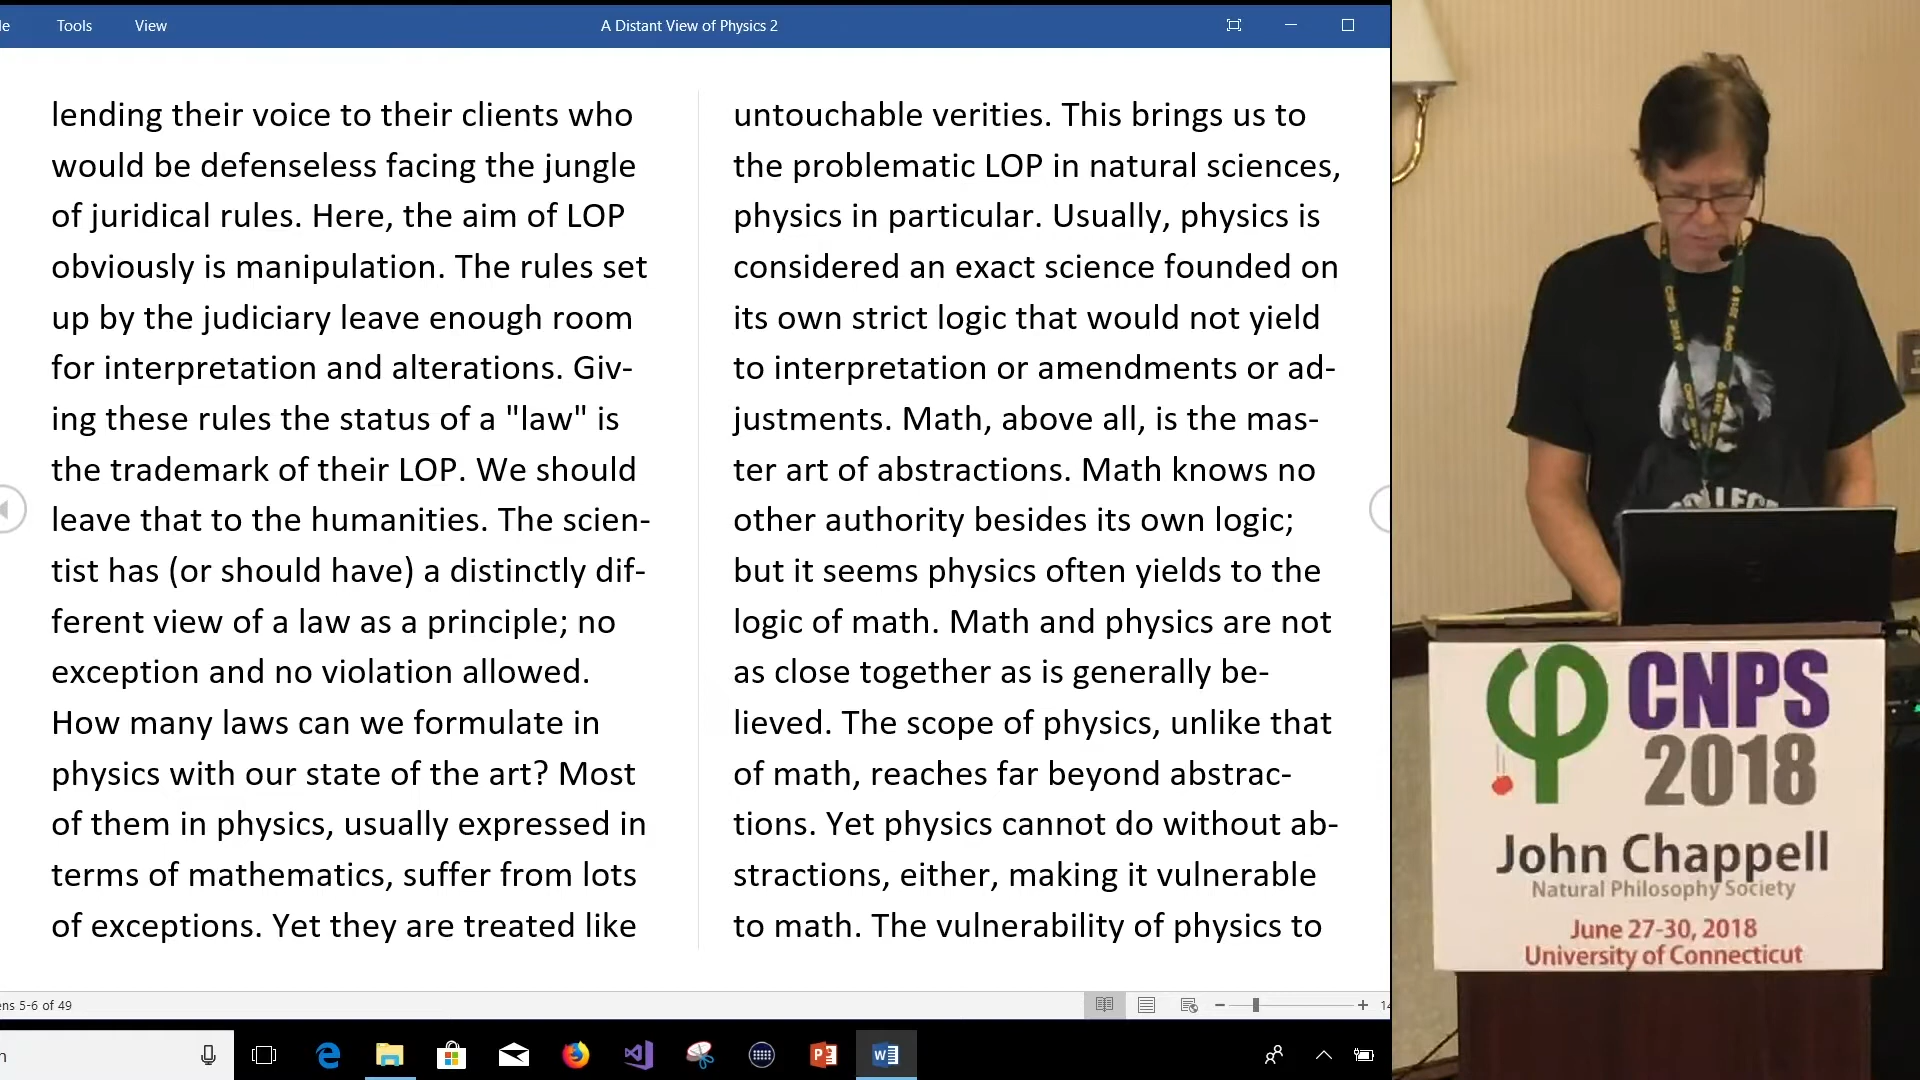 Tools
View
A Distant View of Physics 2
lending their voice to their clients who
would be defenseless facing the jungle
of juridical rules. Here, the aim of LOP
obviously is manipulation. The rules set
up by the judiciary leave enough room
for interpretation and alterations. Giv-
ing these rules the status of a "law" is
the trademark of their LOP. We should
leave that to the humanities. The scien-
tist has (or should have) a distinctly dif-
ferent view of a law as a principle; no
exception and no violation allowed.
How many laws can we formulate in
physics with our state of the art? Most
of them in physics, usually expressed in
terms of mathematics, suffer from lots
of exceptions. Yet they are treated like
untouchable verities. This brings us to
the problematic LOP in natural sciences,
physics in particular. Usually, physics is
considered an exact science founded on
its own strict logic that would not yield
to interpretation or amendments or ad-
justments. Math, above all, is the mas-
ter art of abstractions. Math knows no
other authority besides its own logic;
but it seems physics often yields to the
logic of math. Math and physics are not
as close together as is generally be-
lieved. The scope of physics, unlike that
of math, reaches far beyond abstrac-
tions. Yet physics cannot do without ab-
stractions, either, making it vulnerable
to math. The vulnerability of physics to
ens 5-6 of 49
COLLEGE
CNPS
2018
John Chappell
Natural Philosophy Society
June 27-30, 2018
University of Connecticut